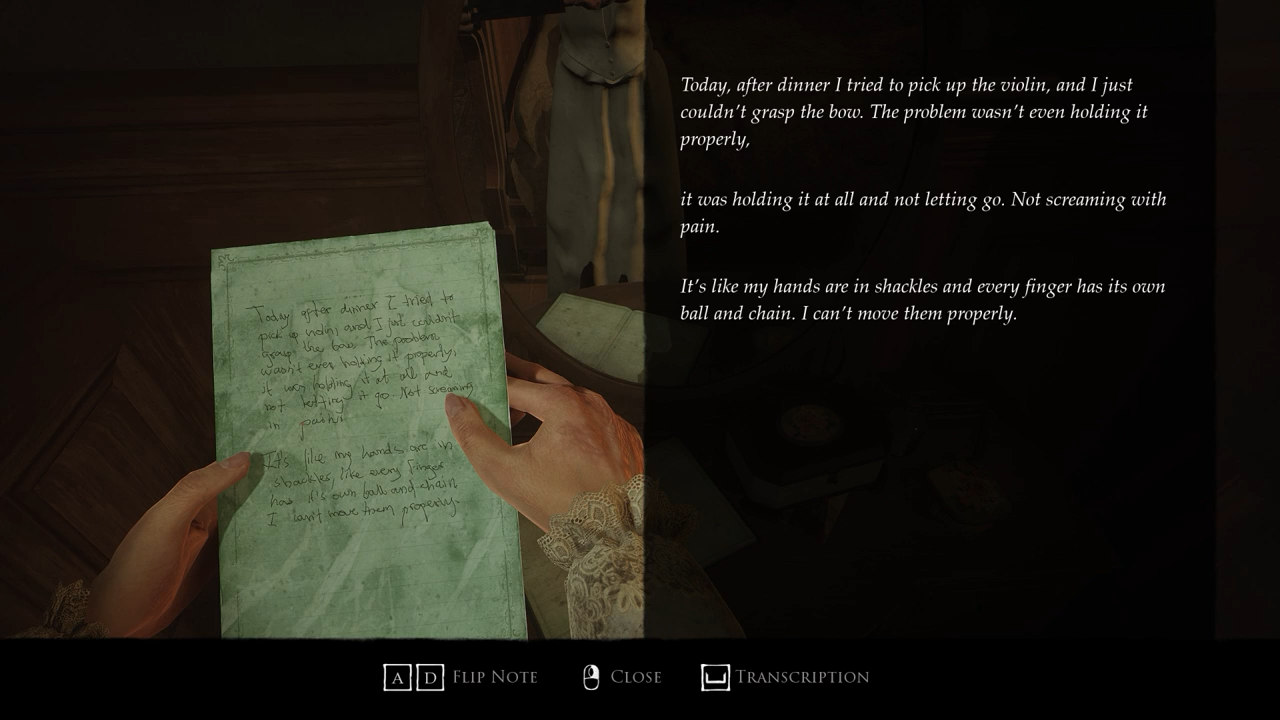 Today, after dinner I tried to
pick up violin, and I just couldn't
grasp the bow. The problem
wasn't even holding it properly,
it was holding it at all and
not letting it go. Not screaming
in pain.
It's like my hands are in
shackles, like every finger
has it's own ball and chain
I can't move them properly.
Today, after dinner I tried to pick up the violin, and I just
couldn't grasp the bow. The problem wasn't even holding it
properly,
it was holding it at all and not letting go. Not screaming with
pain.
It's like my hands are in shackles and every finger has its own
ball and chain. I can't move them properly.
A D Flip Note Close Transcription